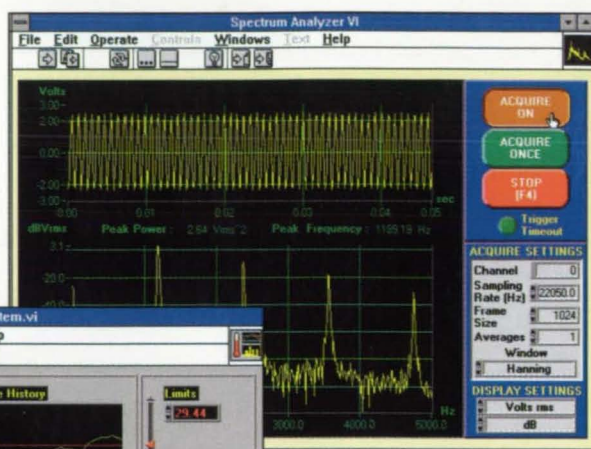 Spectrum Analyzer VI
File Edit Operate Controls Windows Text Help
Volts
3.00
2.00
0.00
-2.00
-3.00
0.00 0.01 0.02 0.03 0.04 0.05
sec
dBVrms Peak Power: 2.64 Vrms^2 Peak Frequency: 1185.19 Hz
3.1
-20.0
3000.0 4000.0 5000.0
Hz
ACQUIRE
ON
ACQUIRE
ONCE
STOP
(F4)
Trigger
Timeout
ACQUIRE SETTINGS
Channel 0
Sampling
Rate (Hz) 22050.0
Frame
Size 1024
Averages 1
Window
Hanning
DISPLAY SETTINGS
Volts rms
dB
tem.vi
History
Limits
29.44